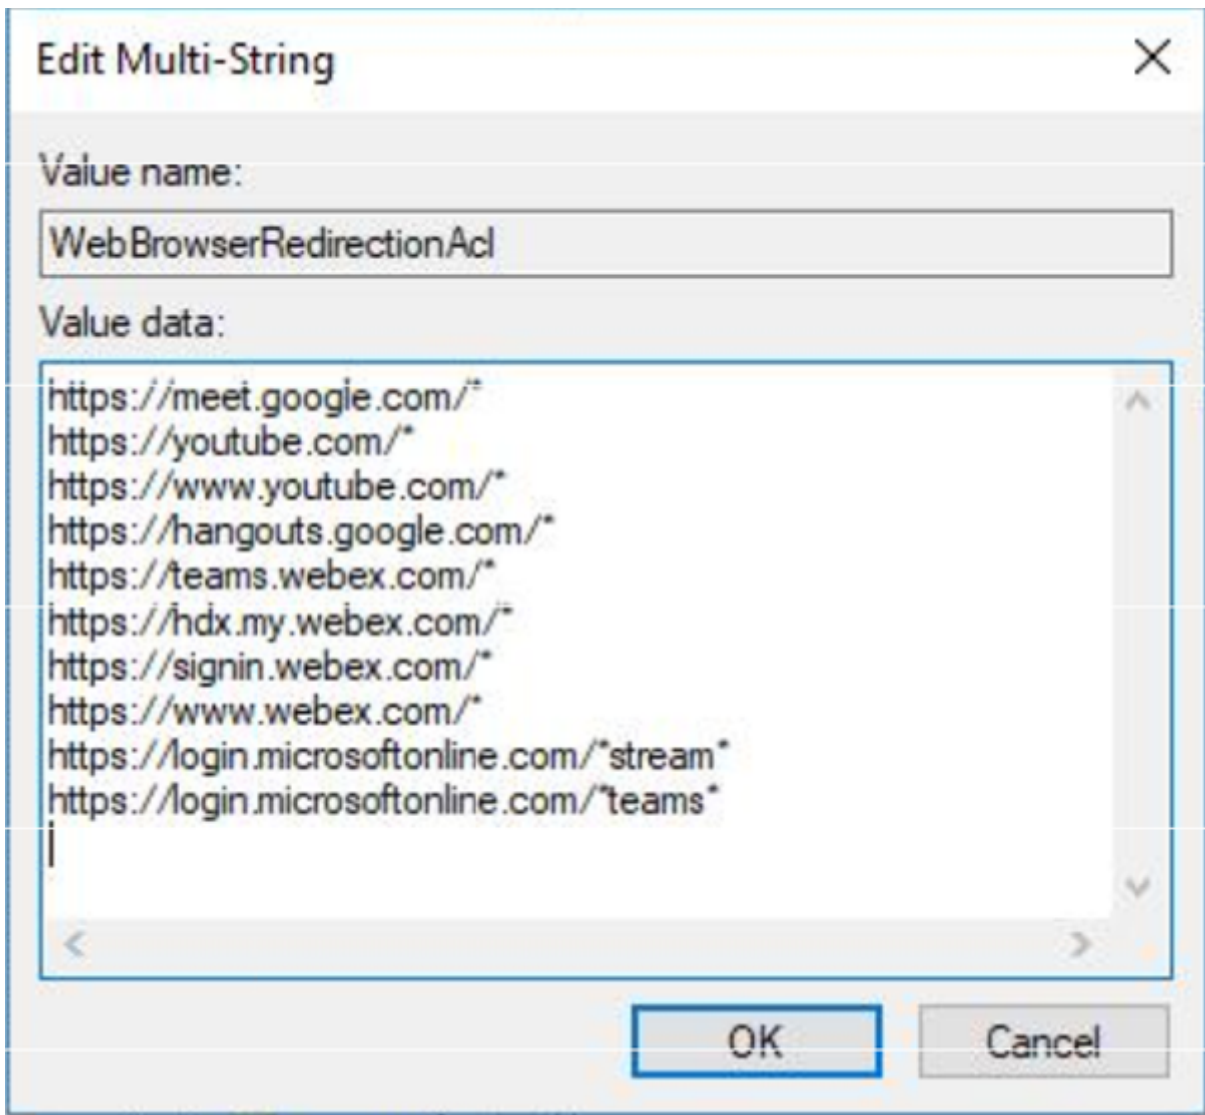 Edit Multi-String
Value name:
WebBrowserRedirectionAcl
Value data:
https://meet.google.com/*
https://youtube.com/*
https://www.youtube.com/*
https://hangouts.google.com/*
https://teams.webex.com/*
https://hdx.my.webex.com/*
https://signin.webex.com/*
https://www.webex.com/*
https://login.microsoftonline.com/*stream*
https://login.microsoftonline.com/*teams*
OK Cancel